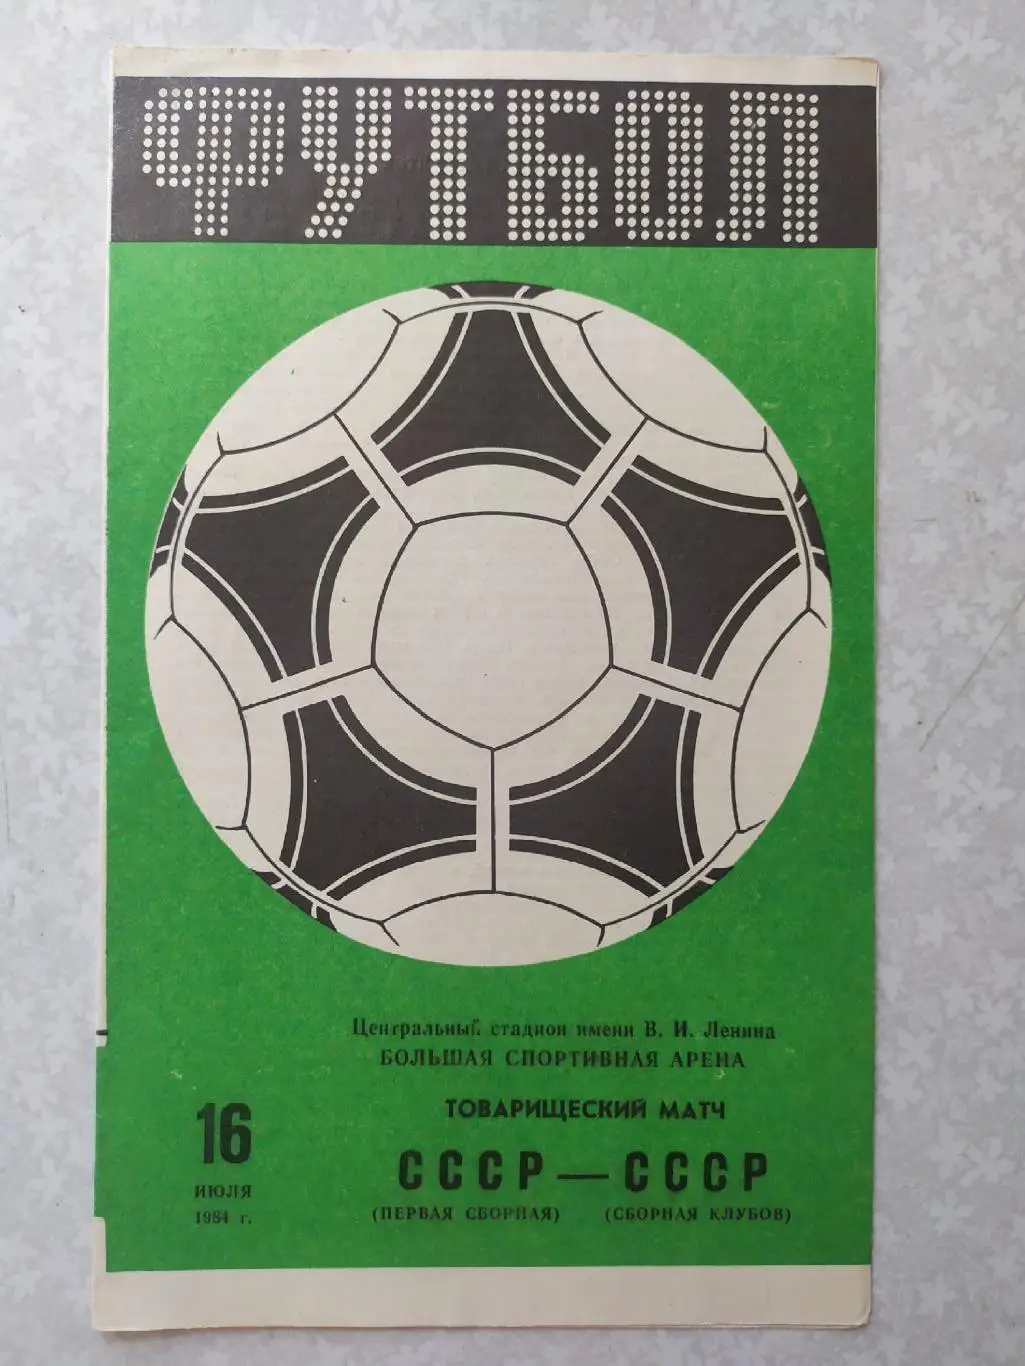 ФУТБОЛ
Центральный стадион имени В. И. Ленина
БОЛЬШАЯ СПОРТИВНАЯ АРЕНА
ТОВАРИЩЕСКИЙ МАТЧ
16
ИЮЛЯ
1984 г.
СССР — СССР
(ПЕРВАЯ СБОРНАЯ) (СБОРНАЯ КЛУБОВ)